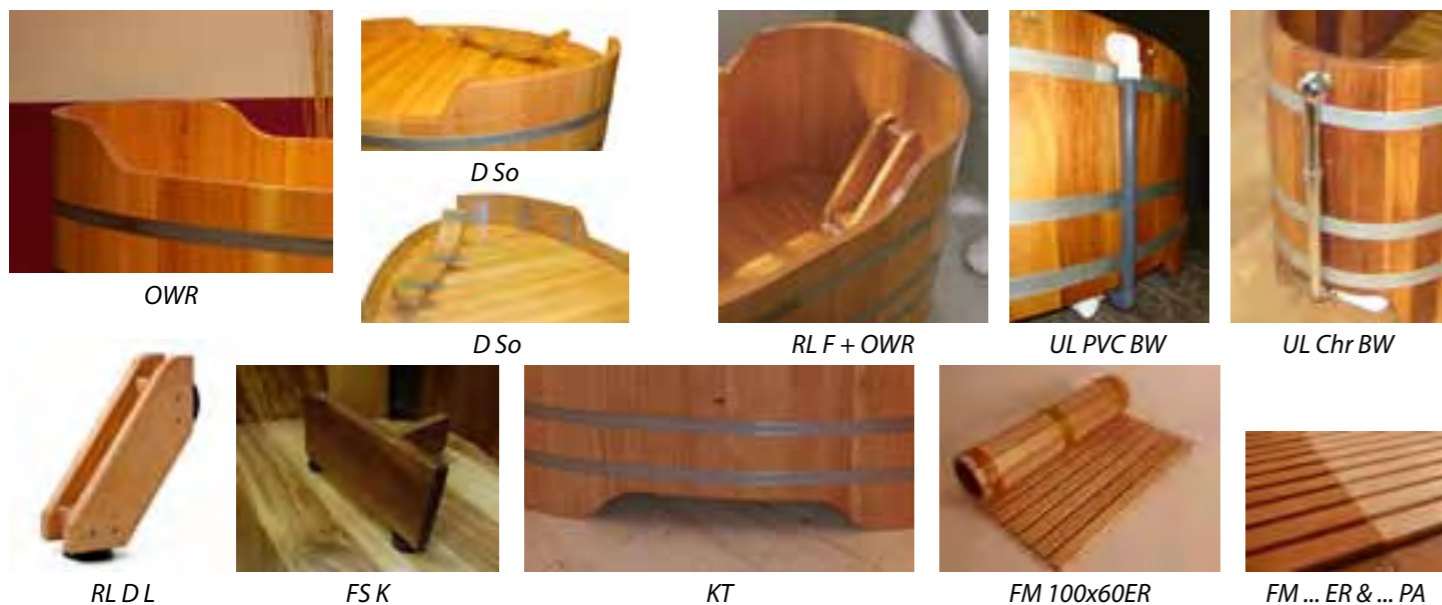 OWR
D So
D So
RL F + OWR
UL PVC BW
UL Chr BW
RL D L
FS K
KT
FM 100x60ER
FM ... ER & ... PA